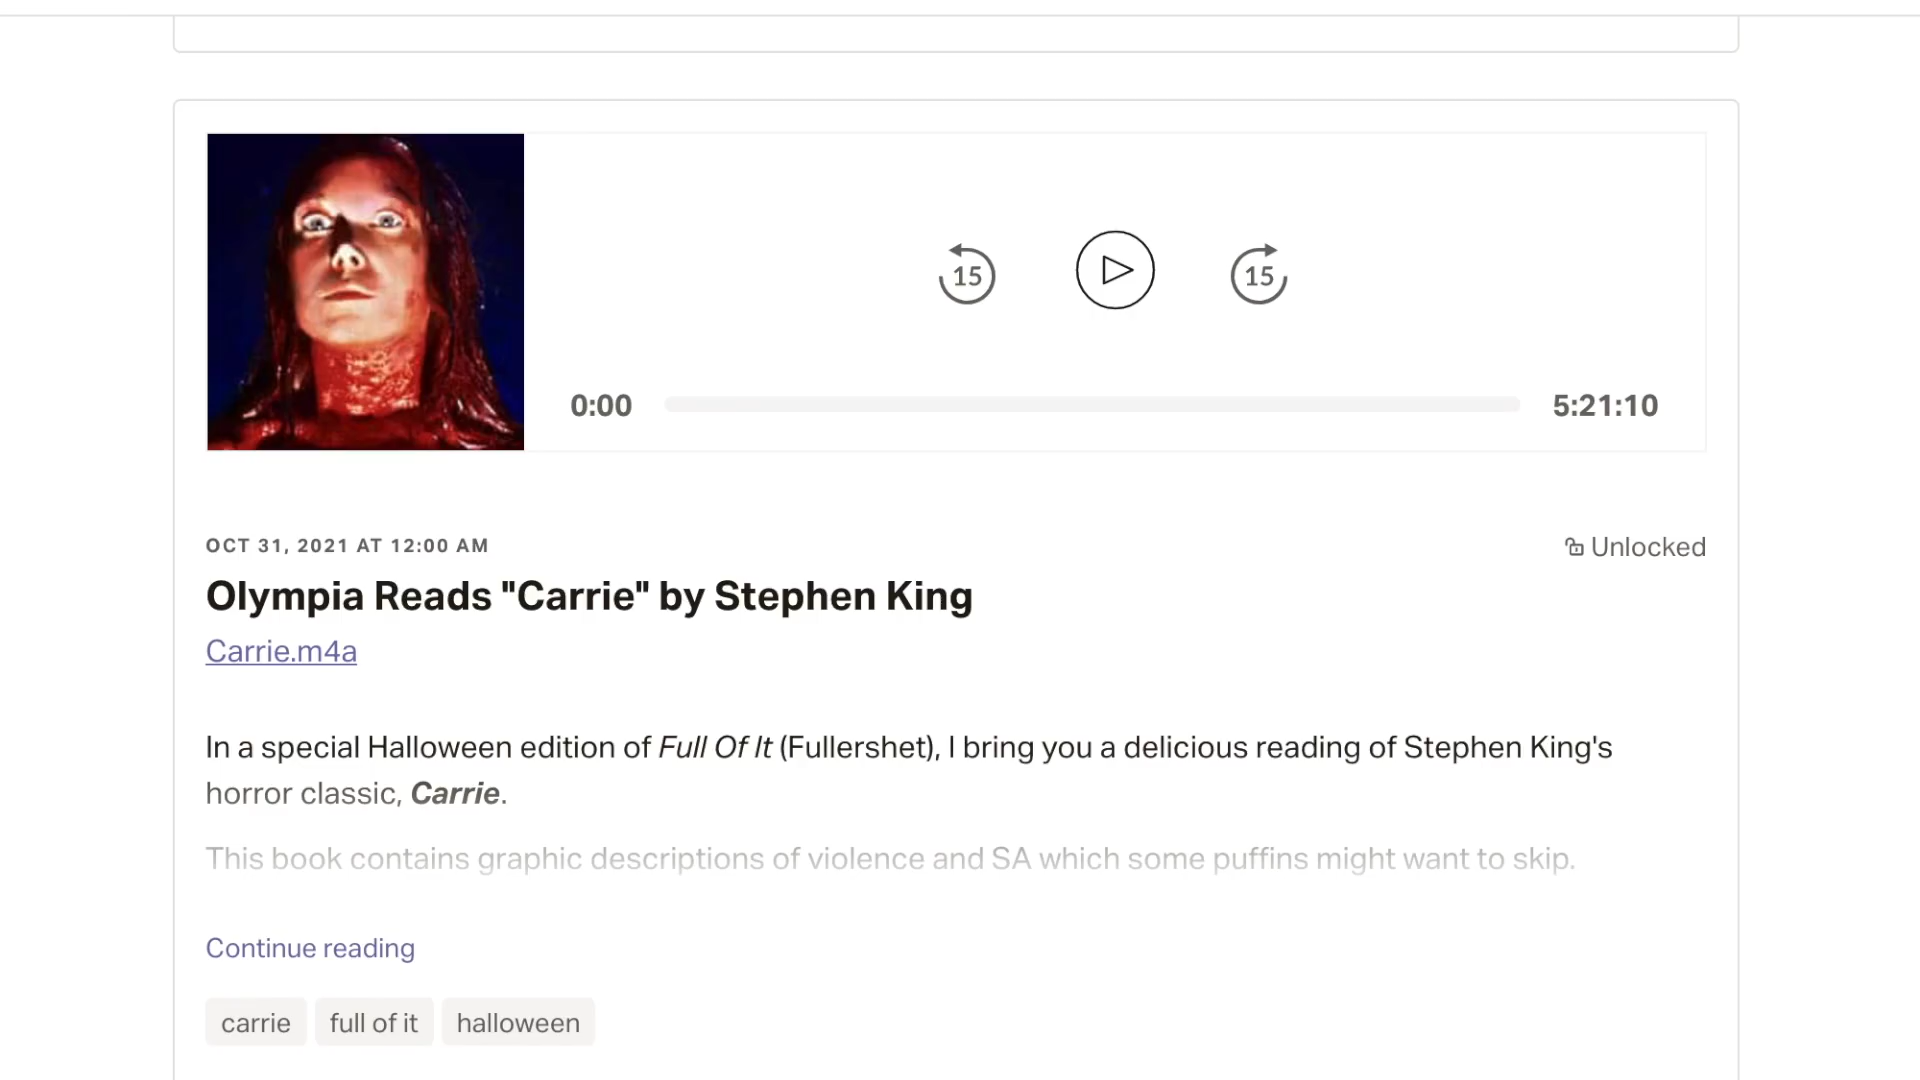 15
15
0:00
5:21:10
OCT 31, 2021 AT 12:00 AM
Unlocked
Olympia Reads "Carrie" by Stephen King
Carrie.m4a
In a special Halloween edition of Full Of It (Fullershet), I bring you a delicious reading of Stephen King's
horror classic, Carrie.
This book contains graphic descriptions of violence and SA which some puffins might want to skip.
Continue reading
carrie
full of it
halloween